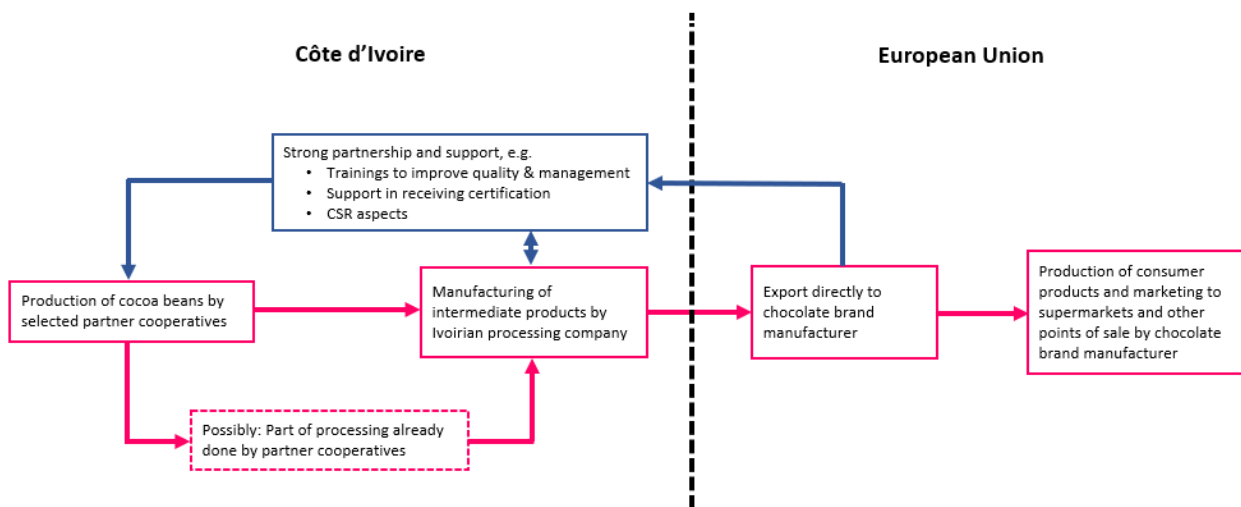 Côte d’Ivoire
European Union
Strong partnership and support, e.g.
• Trainings to improve quality & management
• Support in receiving certification
• CSR aspects
Production of cocoa beans by
selected partner cooperatives
Manufacturing of
intermediate products by
Ivoirian processing company
Export directly to
chocolate brand
manufacturer
Production of consumer
products and marketing to
supermarkets and other
points of sale by chocolate
brand manufacturer
Possibly: Part of processing already
done by partner cooperatives